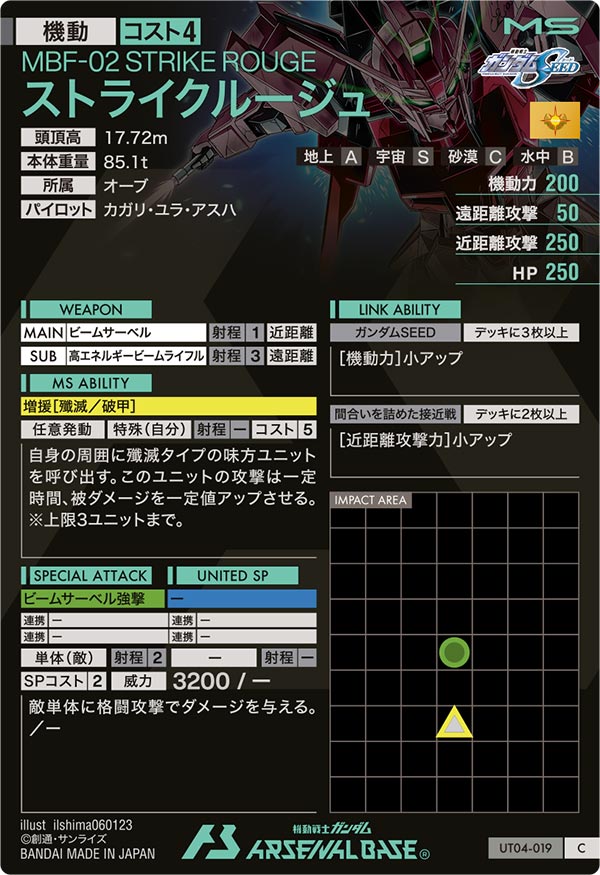 機動 コスト4 MS
MBF-02 STRIKE ROUGE
機動戦士ガンダムSEED
ストライクルージュ
頭頂高 17.72m
本体重量 85.1t
所属 オーブ
パイロット カガリ・ユラ・アスハ
地上 A 宇宙 S 砂漠 C 水中 B
機動力 200
遠距離攻撃 50
近距離攻撃 250
HP 250
WEAPON
MAIN ビームサーベル 射程 1 近距離
SUB 高エネルギービームライフル 射程 3 遠距離
MS ABILITY
増援[殲滅/破甲]
任意発動 特殊(自分) 射程 ー コスト 5
自身の周囲に殲滅タイプの味方ユニット
を呼び出す。このユニットの攻撃は一定
時間、被ダメージを一定値アップさせる。
※上限3ユニットまで。
LINK ABILITY
ガンダムSEED デッキに3枚以上
[機動力]小アップ
間合いを詰めた接近戦 デッキに2枚以上
[近距離攻撃力]小アップ
IMPACT AREA
SPECIAL ATTACK UNITED SP
ビームサーベル強撃 ー
連携 ー 連携 ー
連携 ー 連携 ー
単体(敵) 射程 2 ー 射程 ー
SPコスト 2 威力 3200 / ー
敵単体に格闘攻撃でダメージを与える。
/ー
illust ilshima060123
©創通・サンライズ
BANDAI MADE IN JAPAN
機動戦士ガンダム
ARSENAL BASE®
UT04-019 C